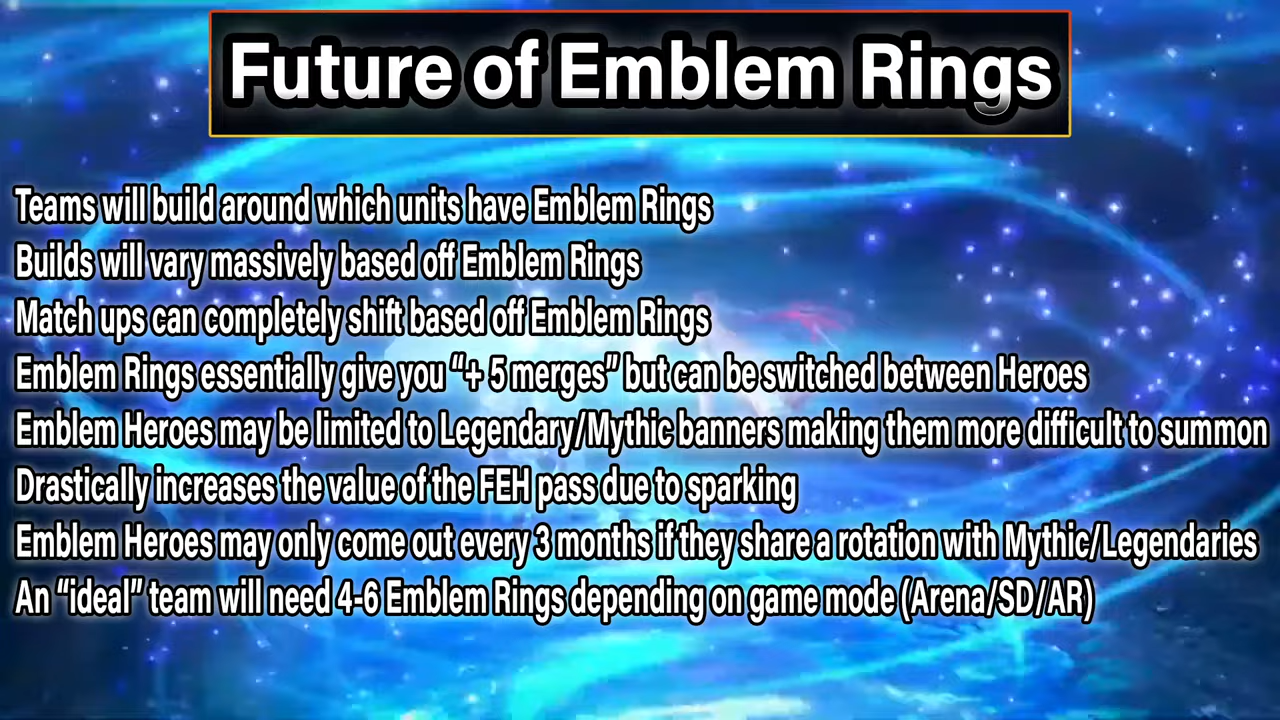 Future of Emblem Rings
Teams will build around which units have Emblem Rings
Builds will vary massively based off Emblem Rings
Match ups can completely shift based off Emblem Rings
Emblem Rings essentially give you “+ 5 merges” but can be switched between Heroes
Emblem Heroes may be limited to Legendary/Mythic banners making them more difficult to summon
Drastically increases the value of the FEH pass due to sparking
Emblem Heroes may only come out every 3 months if they share a rotation with Mythic/Legendaries
An “ideal” team will need 4-6 Emblem Rings depending on game mode (Arena/SD/AR)